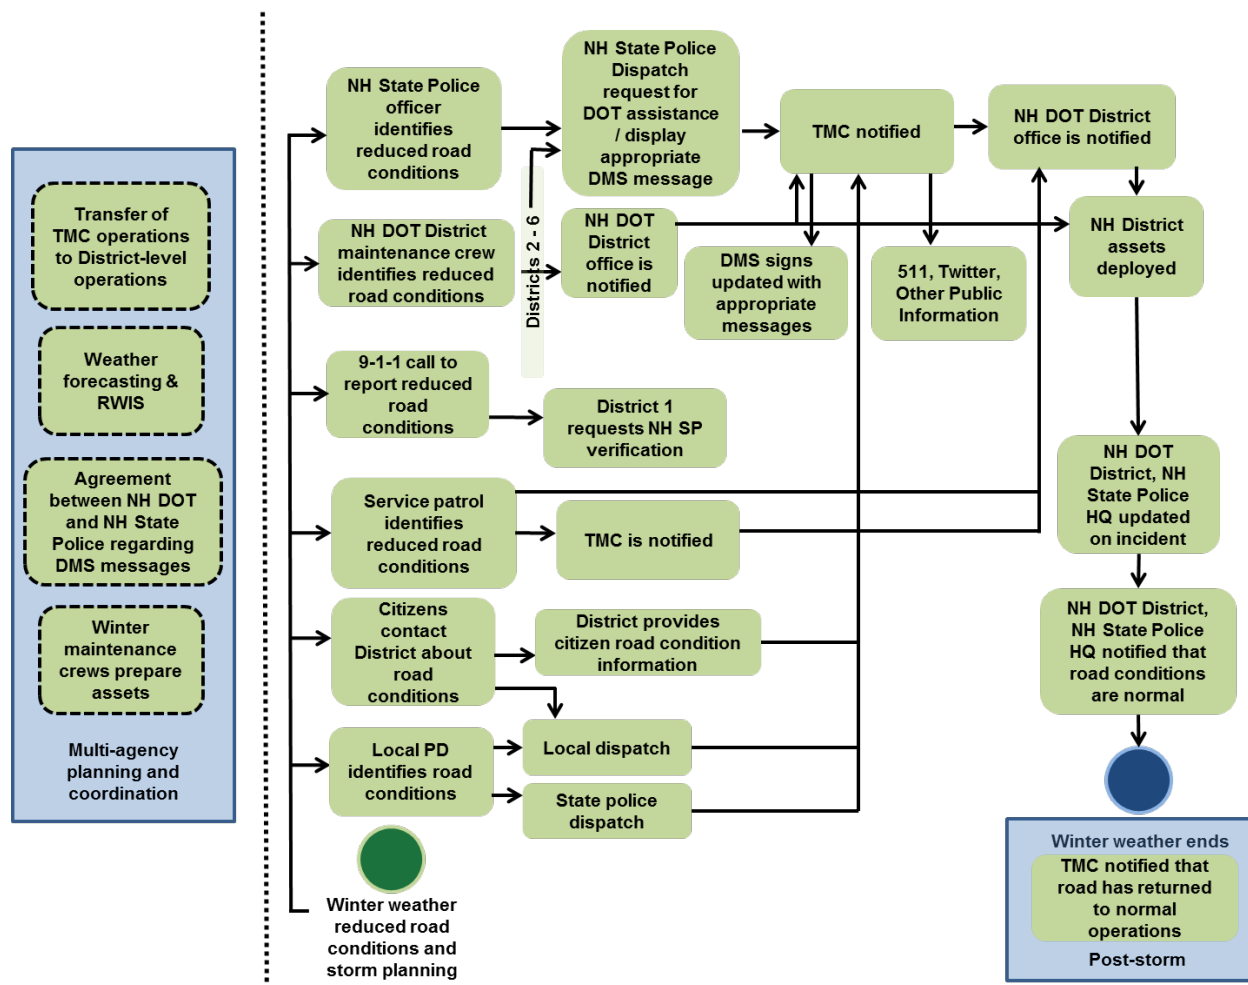 Transfer of
TMC operations
to District-level
operations
Weather
forecasting &
RWIS
Agreement
between NH DOT
and NH State
Police regarding
DMS messages
Winter
maintenance
crews prepare
assets
Multi-agency
planning and
coordination
NH State Police
officer
identifies
reduced road
conditions
NH State Police
Dispatch
request for
DOT assistance
/ display
appropriate
DMS message
TMC notified
NH DOT District
office is notified
NH DOT District
maintenance crew
identifies reduced
road conditions
Districts 2 - 6
NH DOT
District
office is
notified
DMS signs
updated with
appropriate
messages
511, Twitter,
Other Public
Information
NH District
assets
deployed
9-1-1 call to
report reduced
road
conditions
District 1
requests NH SP
verification
Service patrol
identifies
reduced road
conditions
TMC is notified
NH DOT
District, NH
State Police
HQ updated
on incident
Citizens
contact
District about
road
conditions
District provides
citizen road condition
information
NH DOT District,
NH State Police
HQ notified that
road conditions
are normal
Local PD
identifies road
conditions
Local dispatch
State police
dispatch
Winter weather
reduced road
conditions and
storm planning
Winter weather ends
TMC notified that
road has returned
to normal
operations
Post-storm